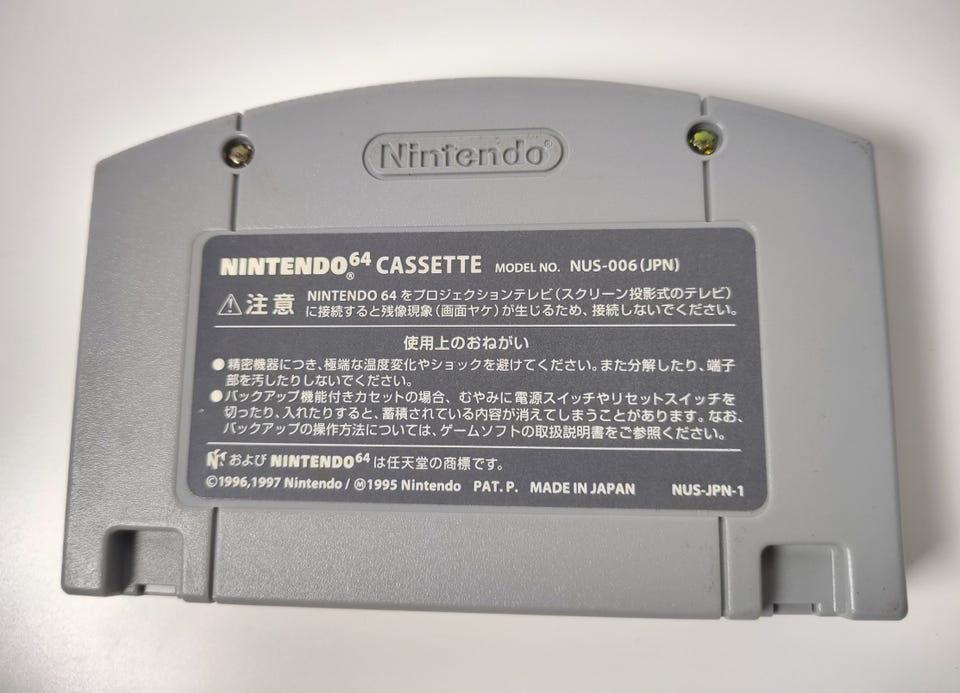 Nintendo®
NINTENDO64® CASSETTE MODEL NO. NUS-006(JPN)
⚠注意 NINTENDO 64 をプロジェクションテレビ(スクリーン投影式のテレビ)
に接続すると残像現象(画面ヤケ)が生じるため、接続しないでください。
使用上のおねがい
●精密機器につき、極端な温度変化やショックを避けてください。また分解したり、端子
部を汚したりしないでください。
●バックアップ機能付きカセットの場合、むやみに電源スイッチやリセットスイッチを
切ったり、入れたりすると、蓄積されている内容が消えてしまうことがあります。なお、
バックアップの操作方法については、ゲームソフトの取扱説明書をご参照ください。
および NINTENDO64 は任天堂の商標です。
©1996,1997 Nintendo/Ⓜ1995 Nintendo PAT. P. MADE IN JAPAN NUS-JPN-1